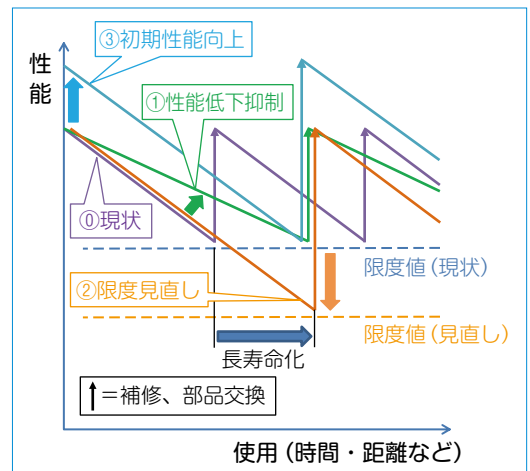 ③初期性能向上
性能
①性能低下抑制
⓪現状
限度値(現状)
②限度見直し
限度値(見直し)
長寿命化
↑=補修、部品交換
使用(時間・距離など)